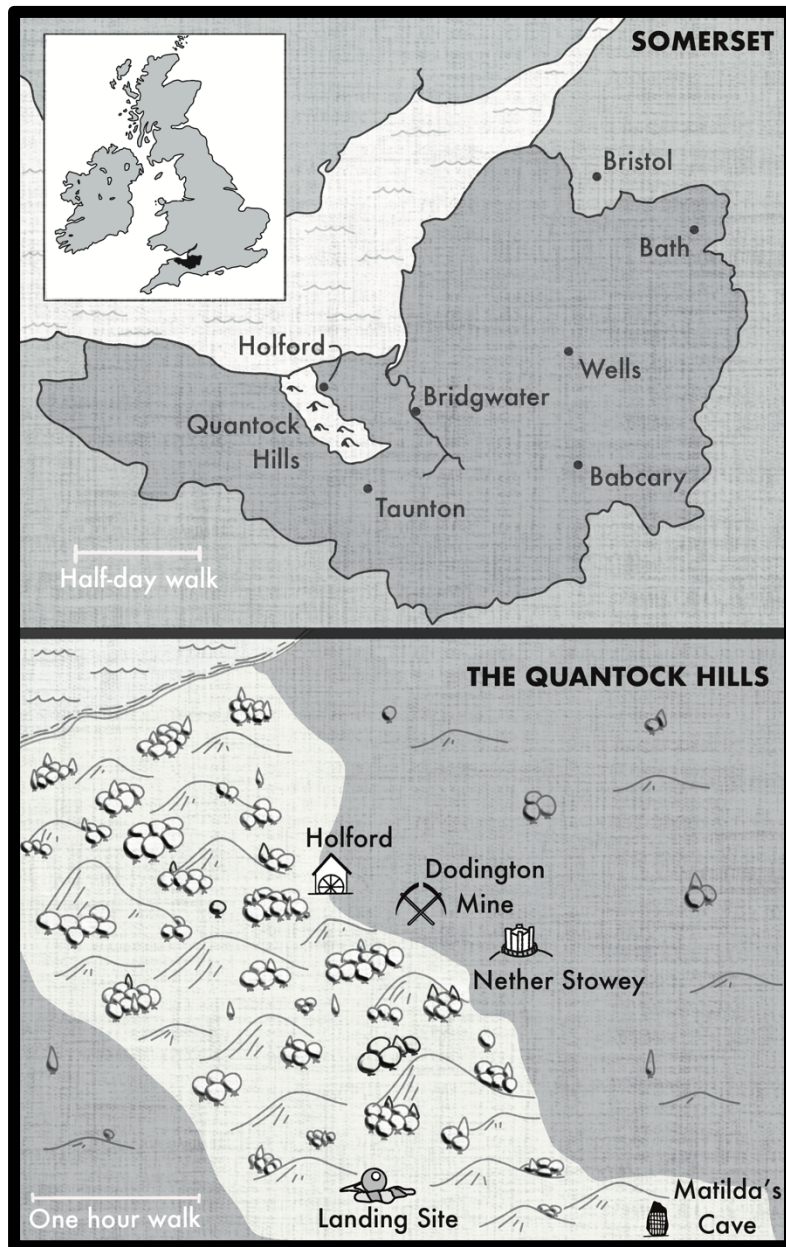 SOMERSET
Bristol
Bath
Holford
Wells
Bridgwater
Quantock
Hills
Babcary
Taunton
Half-day walk
THE QUANTOCK HILLS
Holford
Dodington
Mine
Nether Stowey
Matilda's
Cave
One hour walk
Landing Site